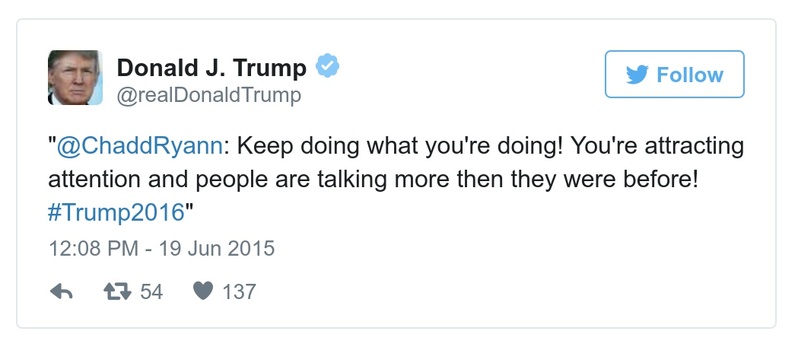 Donald J. Trump
@realDonaldTrump
Follow
"@ChaddRyann: Keep doing what you're doing! You're attracting
attention and people are talking more then they were before!
#Trump2016"
12:08 PM - 19 Jun 2015
54 137